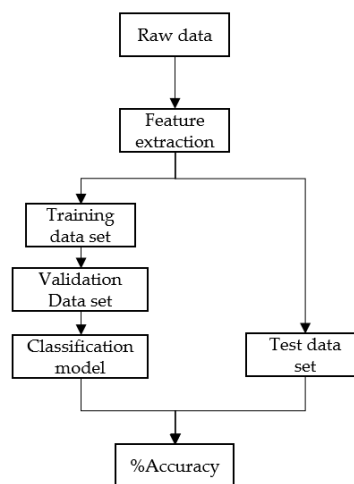 Raw data
Feature
extraction
Training
data set
Validation
Data set
Classification
model
Test data
set
%Accuracy